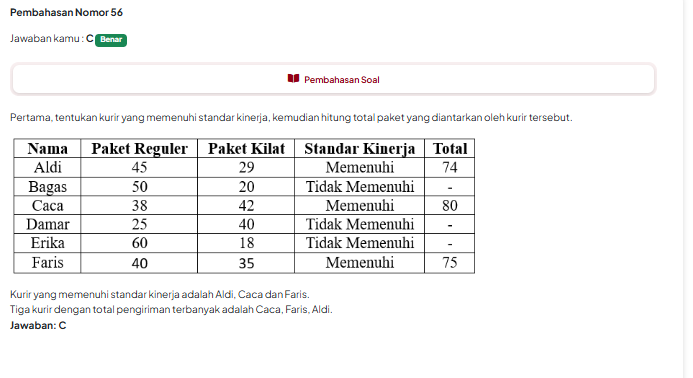 Pembahasan Nomor 56
Jawaban kamu : C Benar
Pembahasan Soal
Pertama, tentukan kurir yang memenuhi standar kinerja, kemudian hitung total paket yang diantarkan oleh kurir tersebut.
Nama Paket Reguler Paket Kilat Standar Kinerja Total
Aldi 45 29 Memenuhi 74
Bagas 50 20 Tidak Memenuhi -
Caca 38 42 Memenuhi 80
Damar 25 40 Tidak Memenuhi -
Erika 60 18 Tidak Memenuhi -
Faris 40 35 Memenuhi 75
Kurir yang memenuhi standar kinerja adalah Aldi, Caca dan Faris.
Tiga kurir dengan total pengiriman terbanyak adalah Caca, Faris, Aldi.
Jawaban: C